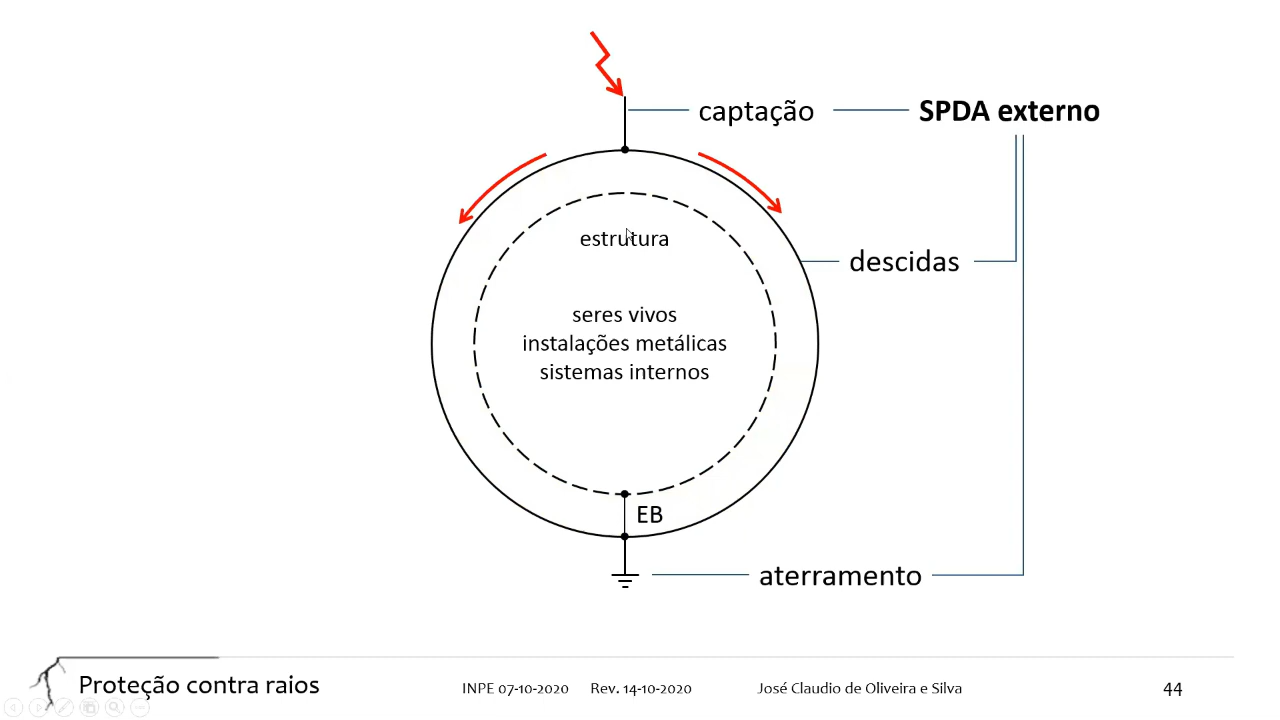 captação
SPDA externo
estrutura
descidas
seres vivos
instalações metálicas
sistemas internos
EB
aterramento
Proteção contra raios
INPE 07-10-2020 Rev. 14-10-2020 José Claudio de Oliveira e Silva
44